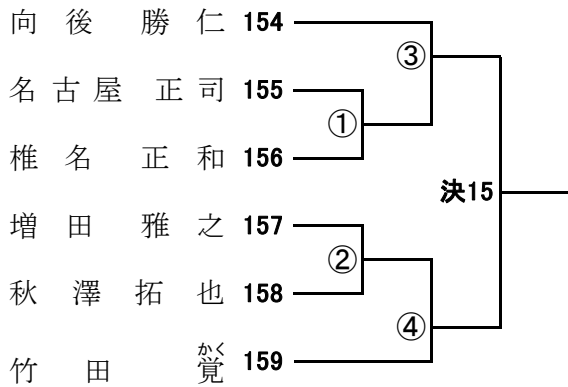 向後 勝仁 154
③
名古屋 正司 155
①
椎名 正和 156
決15
増田 雅之 157
②
秋澤 拓也 158
④
かく
竹田 覚 159